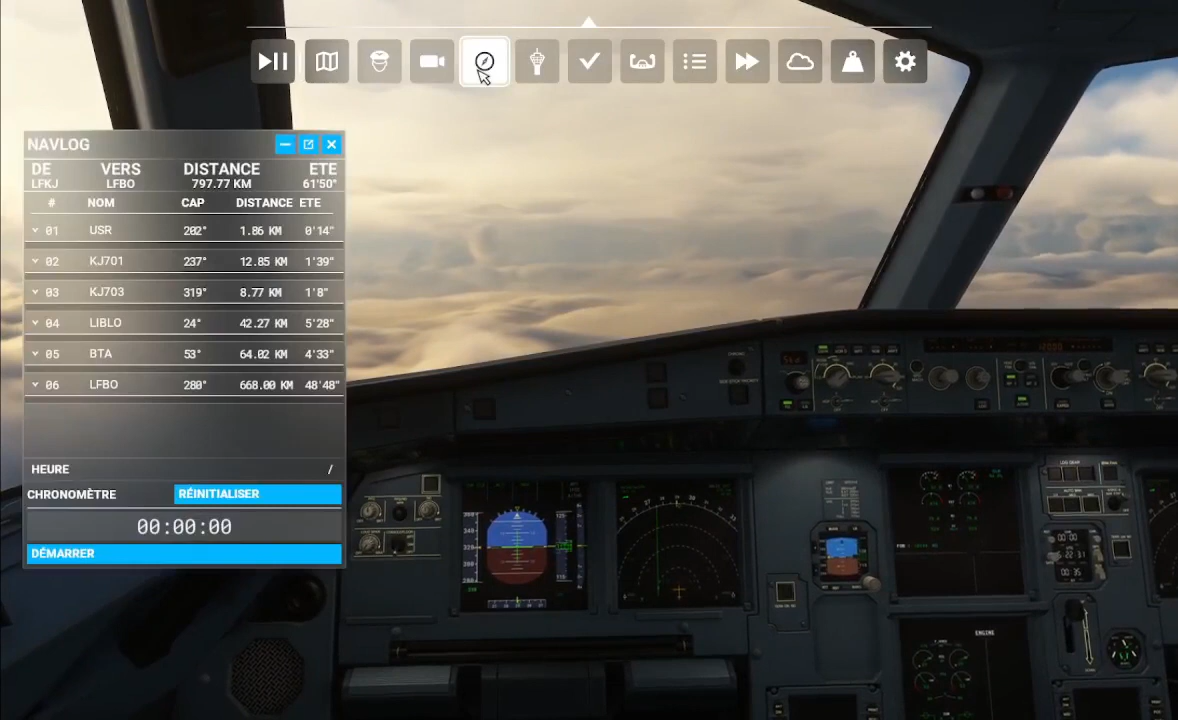 NAVLOG
DE VERS DISTANCE ETE
LFKJ LFBO 797.77 KM 61'50"
# NOM CAP DISTANCE ETE
01 USR 202° 1.86 KM 0'14"
02 KJ701 237° 12.85 KM 1'39"
03 KJ703 319° 8.77 KM 1'8"
04 LIBLO 24° 42.27 KM 5'28"
05 BTA 53° 64.02 KM 4'33"
06 LFBO 280° 668.00 KM 48'48"
HEURE /
CHRONOMÈTRE RÉINITIALISER
00:00:00
DÉMARRER
ENGINE